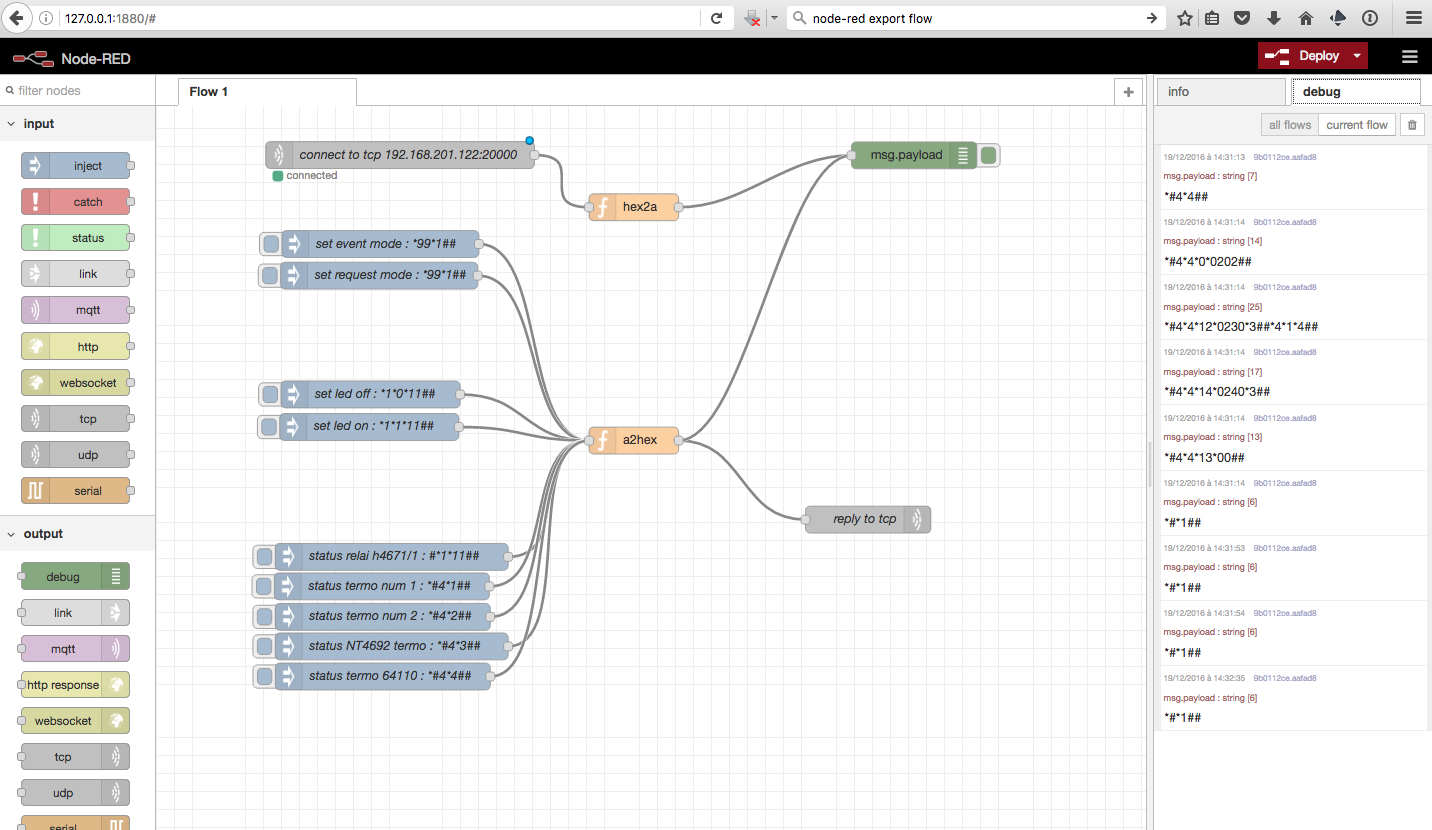 127.0.0.1:1880/#
node-red export flow
Node-RED
Deploy
filter nodes
input
inject
catch
status
link
mqtt
http
websocket
tcp
udp
serial
output
debug
link
mqtt
http response
websocket
tcp
udp
serial
Flow 1
connect to tcp 192.168.201.122:20000
connected
msg.payload
hex2a
set event mode : *99*1##
set request mode : *99*1##
set led off : *1*0*11##
set led on : *1*1*11##
a2hex
reply to tcp
status relai h4671/1 : #*1*11##
status termo num 1 : *#4*1##
status termo num 2 : *#4*2##
status NT4692 termo : *#4*3##
status termo 64110 : *#4*4##
info
debug
all flows
current flow
19/12/2016 à 14:31:13 9b0112ce.aafad8
msg.payload : string [7]
*#4*4##
19/12/2016 à 14:31:14 9b0112ce.aafad8
msg.payload : string [14]
*#4*4*0*0202##
19/12/2016 à 14:31:14 9b0112ce.aafad8
msg.payload : string [25]
*#4*4*12*0230*3##*4*1*4##
19/12/2016 à 14:31:14 9b0112ce.aafad8
msg.payload : string [17]
*#4*4*14*0240*3##
19/12/2016 à 14:31:14 9b0112ce.aafad8
msg.payload : string [13]
*#4*4*13*00##
19/12/2016 à 14:31:14 9b0112ce.aafad8
msg.payload : string [6]
*#*1##
19/12/2016 à 14:31:53 9b0112ce.aafad8
msg.payload : string [6]
*#*1##
19/12/2016 à 14:31:54 9b0112ce.aafad8
msg.payload : string [6]
*#*1##
19/12/2016 à 14:32:35 9b0112ce.aafad8
msg.payload : string [6]
*#*1##